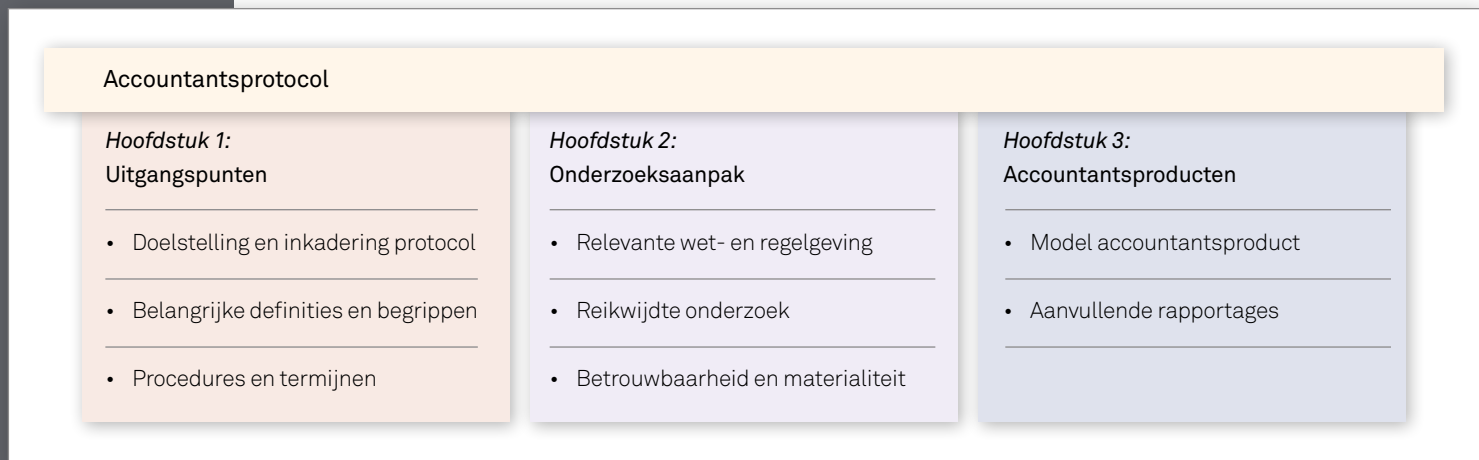 Accountantsprotocol
Hoofdstuk 1:
Uitgangspunten
• Doelstelling en inkadering protocol
• Belangrijke definities en begrippen
• Procedures en termijnen
Hoofdstuk 2:
Onderzoeksaanpak
• Relevante wet- en regelgeving
• Reikwijdte onderzoek
• Betrouwbaarheid en materialiteit
Hoofdstuk 3:
Accountantsproducten
• Model accountantsproduct
• Aanvullende rapportages